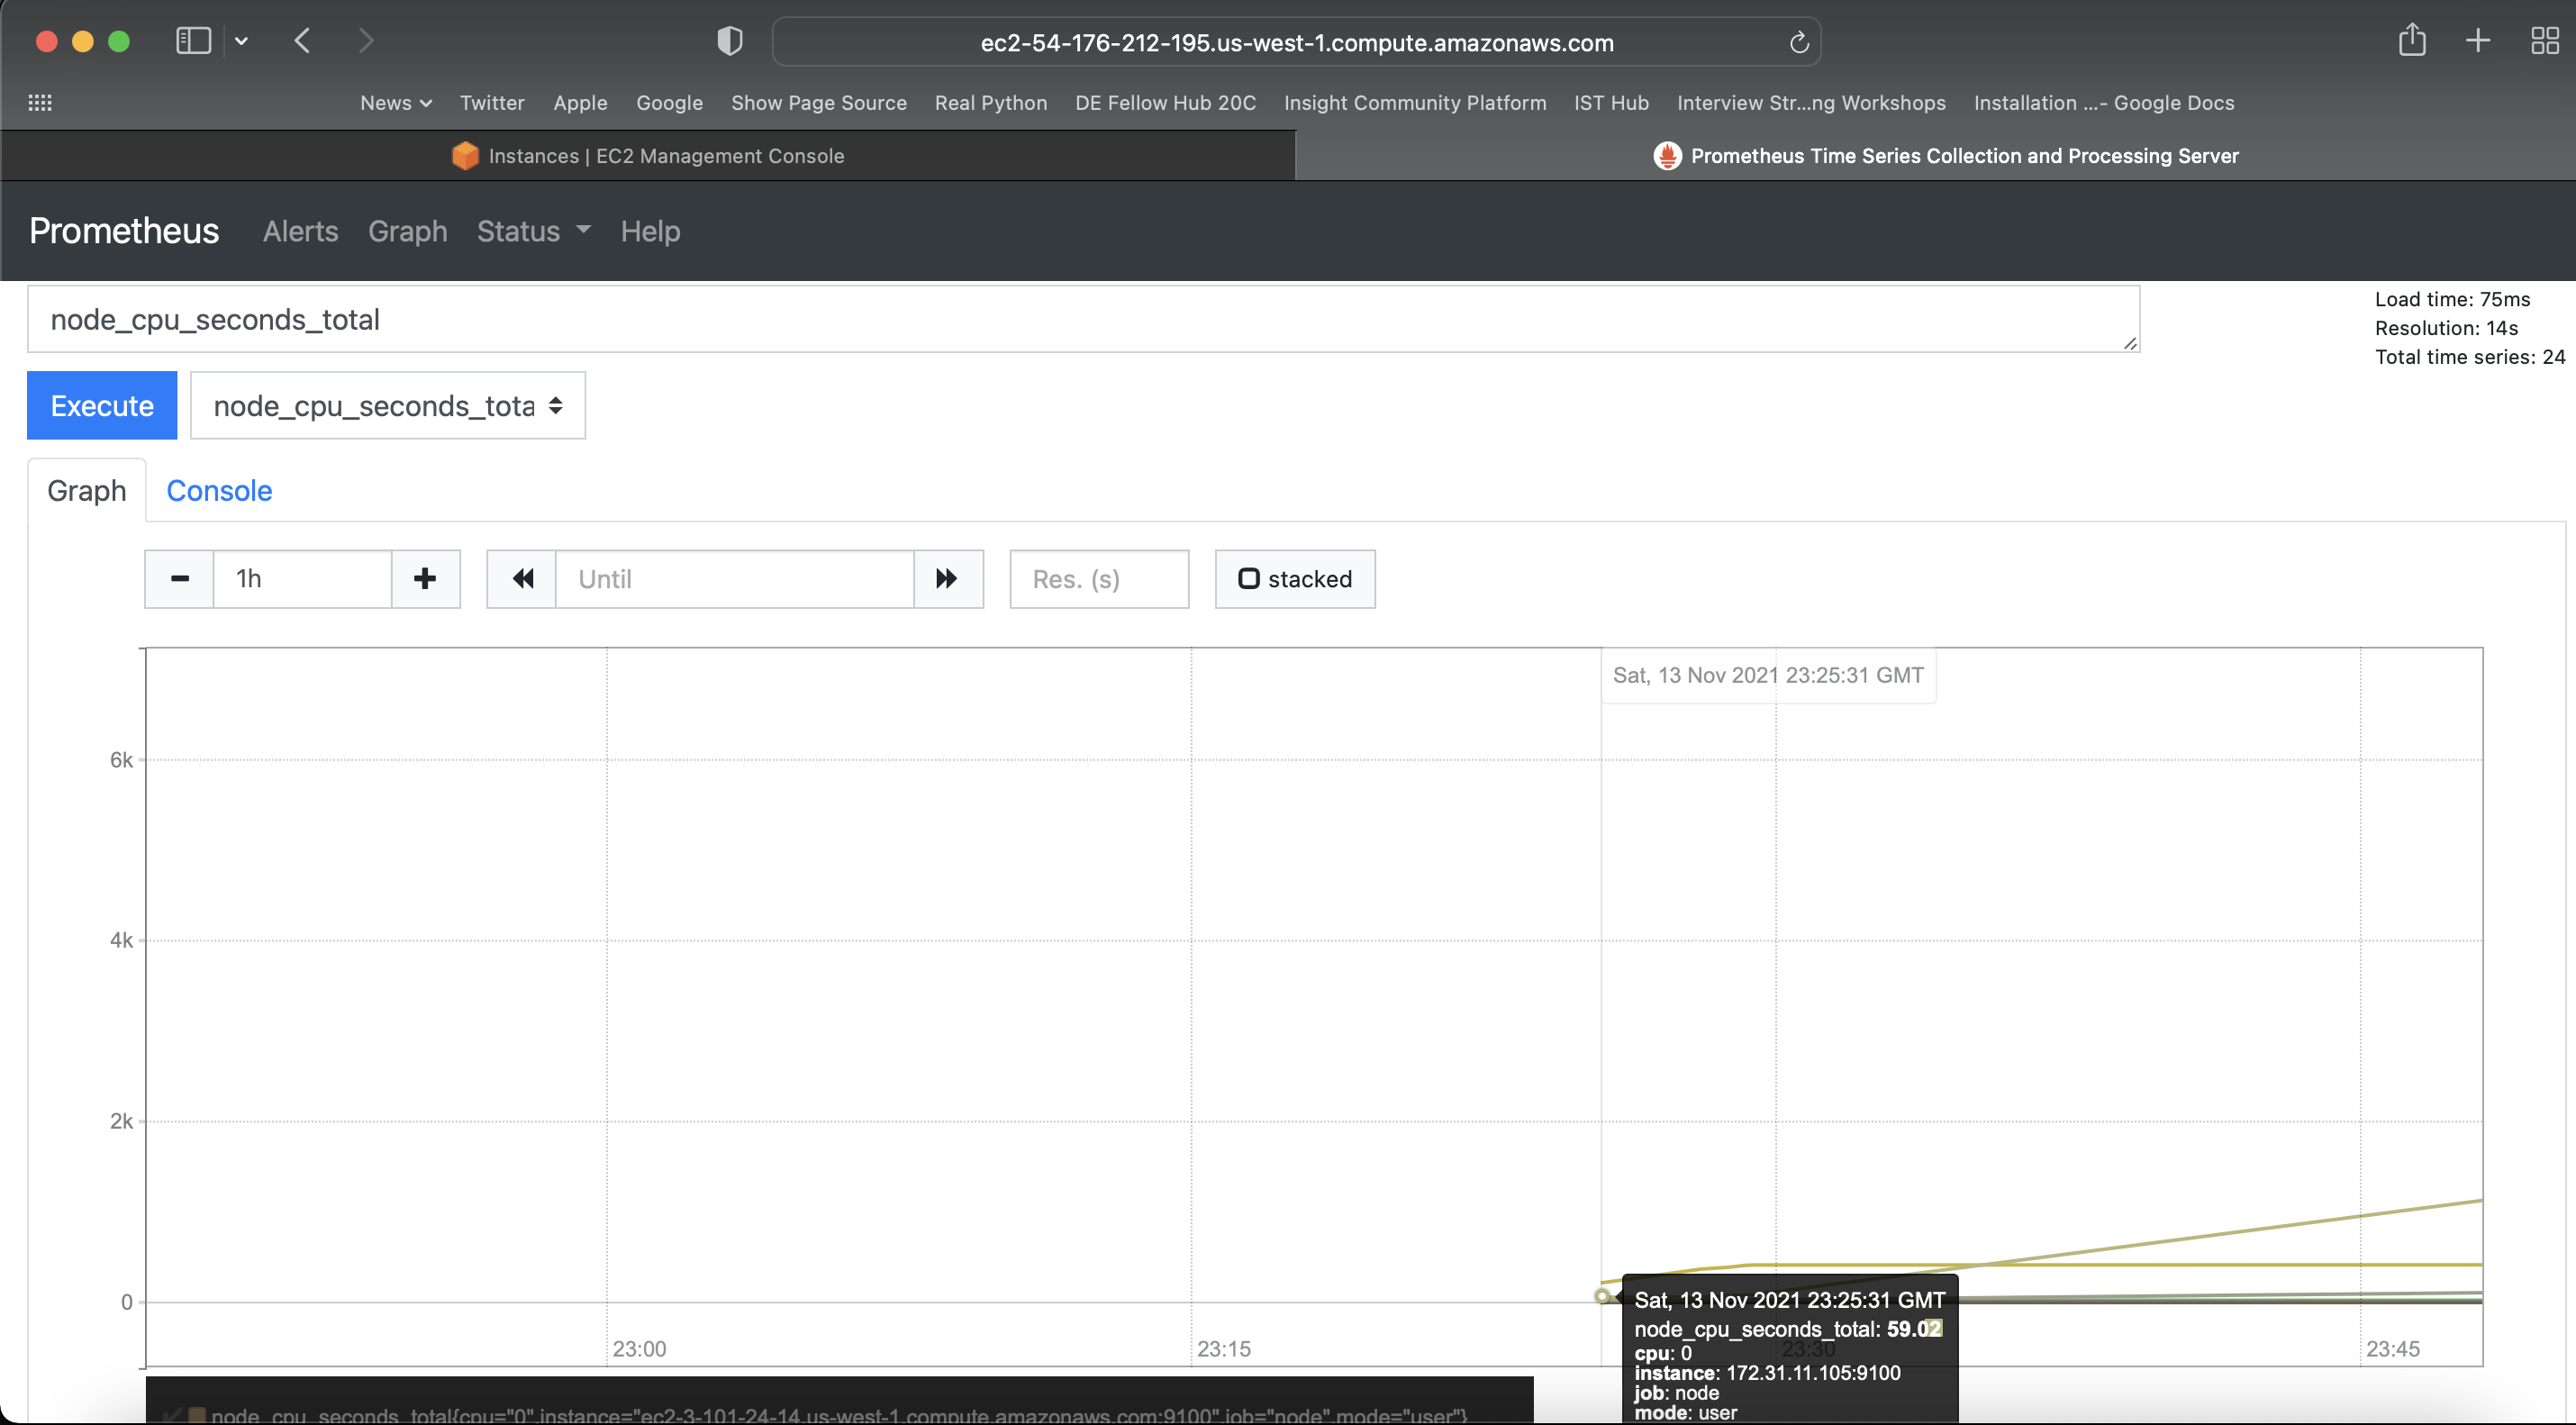 ec2-54-176-212-195.us-west-1.compute.amazonaws.com
News Twitter Apple Google Show Page Source Real Python DE Fellow Hub 20C Insight Community Platform IST Hub Interview Str...ng Workshops Installation ...- Google Docs
Instances | EC2 Management Console
Prometheus Time Series Collection and Processing Server
Prometheus Alerts Graph Status Help
node_cpu_seconds_total
Load time: 75ms
Resolution: 14s
Total time series: 24
Execute node_cpu_seconds_tota
Graph Console
1h Until Res. (s) stacked
Sat, 13 Nov 2021 23:25:31 GMT
6k
4k
2k
0
23:00 23:15 23:30 23:45
Sat, 13 Nov 2021 23:25:31 GMT
node_cpu_seconds_total: 59.02
cpu: 0
instance: 172.31.11.105:9100
job: node
mode: user
node_cpu_seconds_total{cpu="0",instance="ec2-3-101-24-14.us-west-1.compute.amazonaws.com:9100",job="node",mode="user"}